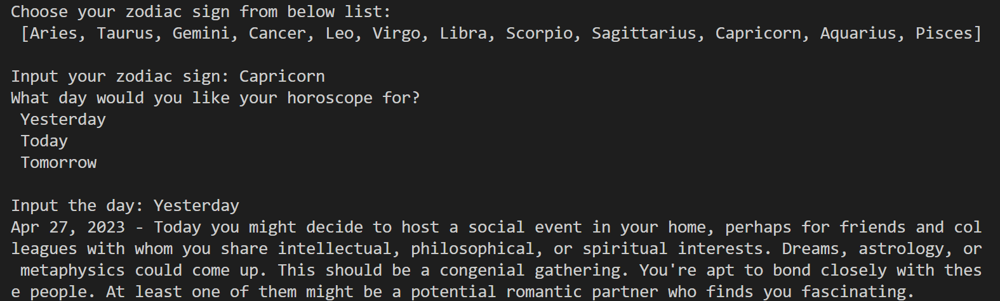 Choose your zodiac sign from below list:
[Aries, Taurus, Gemini, Cancer, Leo, Virgo, Libra, Scorpio, Sagittarius, Capricorn, Aquarius, Pisces]
Input your zodiac sign: Capricorn
What day would you like your horoscope for?
Yesterday
Today
Tomorrow
Input the day: Yesterday
Apr 27, 2023 - Today you might decide to host a social event in your home, perhaps for friends and col
leagues with whom you share intellectual, philosophical, or spiritual interests. Dreams, astrology, or
metaphysics could come up. This should be a congenial gathering. You're apt to bond closely with thes
e people. At least one of them might be a potential romantic partner who finds you fascinating.